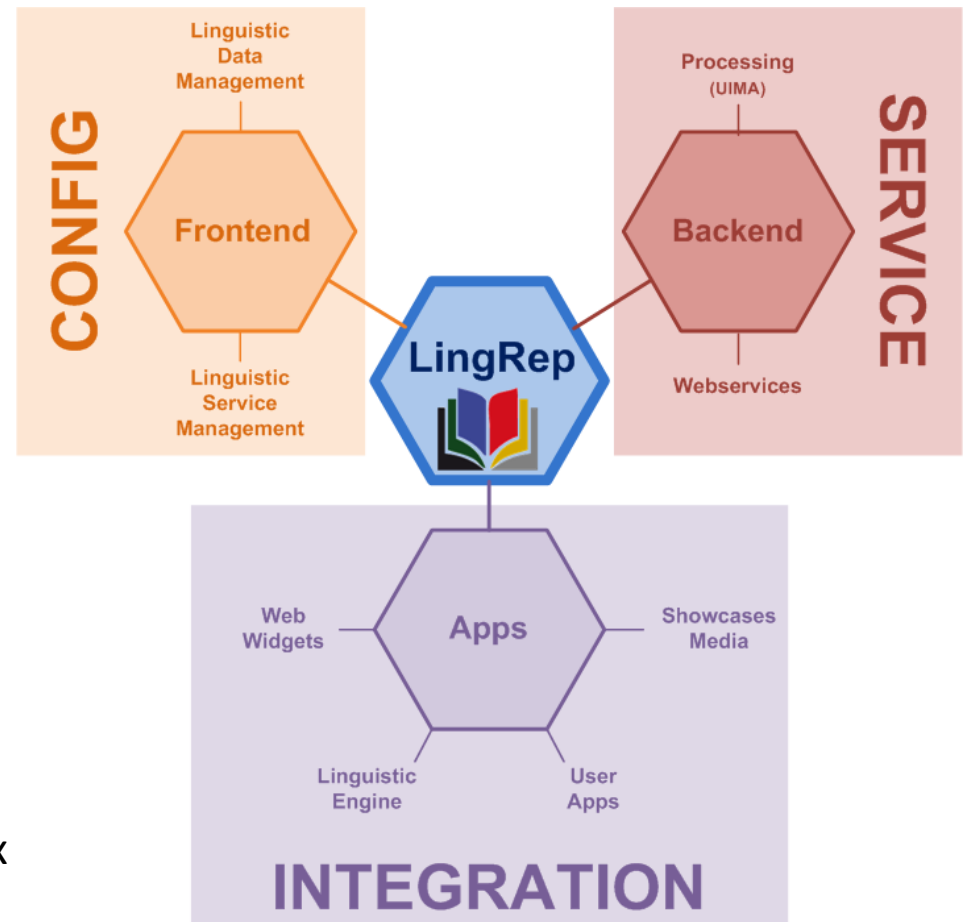 Linguistic
Data
Management
CONFIG
Frontend
Linguistic
Service
Management
Processing
(UIMA)
SERVICE
Backend
Webservices
LingRep
Web
Widgets
Apps
Showcases
Media
Linguistic
Engine
User
Apps
x
INTEGRATION